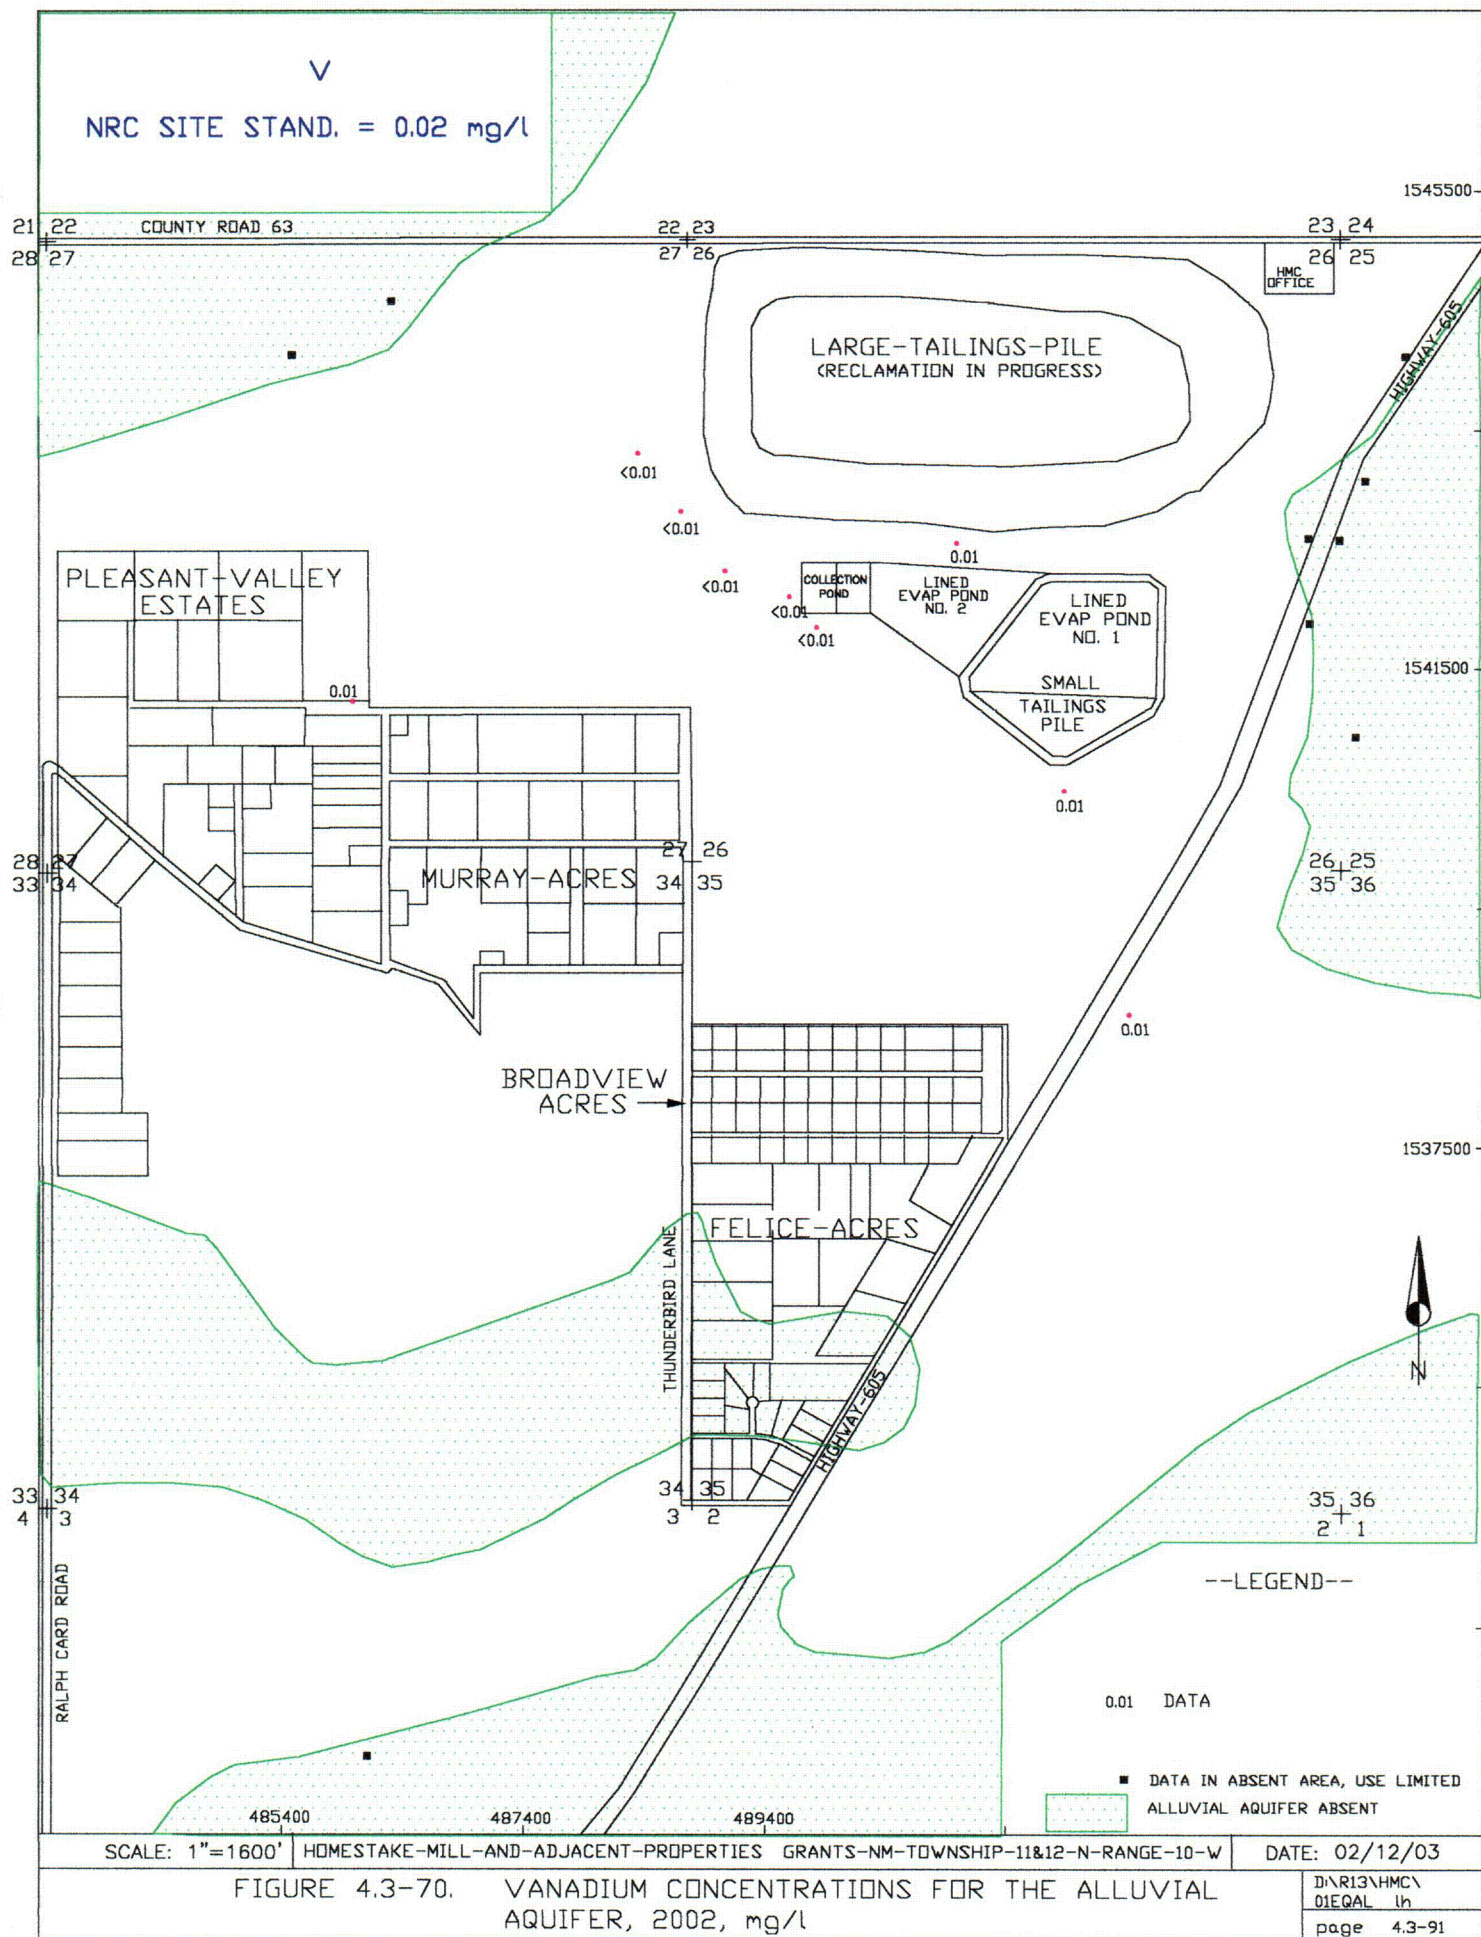 V
NRC SITE STAND. = 0.02 mg/l
1545500
21 22
28 27
COUNTY ROAD 63
22 23
27 26
23 24
26 25
HMC
OFFICE
HIGHWAY-605
LARGE-TAILINGS-PILE
(RECLAMATION IN PROGRESS)
<0.01
<0.01
<0.01
0.01
<0.01
<0.01
COLLECTION
POND
LINED
EVAP POND
NO. 2
LINED
EVAP POND
NO. 1
SMALL
TAILINGS
PILE
1541500
PLEASANT-VALLEY
ESTATES
0.01
0.01
28 27
33 34
MURRAY-ACRES
27 26
34 35
26 25
35 36
0.01
BROADVIEW
ACRES
1537500
FELICE-ACRES
THUNDERBIRD LANE
HIGHWAY-605
N
33 34
4 3
34 35
3 2
35 36
2 1
RALPH CARD ROAD
--LEGEND--
0.01 DATA
DATA IN ABSENT AREA, USE LIMITED
ALLUVIAL AQUIFER ABSENT
485400
487400
489400
SCALE: 1"=1600'
HOMESTAKE-MILL-AND-ADJACENT-PROPERTIES GRANTS-NM-TOWNSHIP-11&12-N-RANGE-10-W
DATE: 02/12/03
FIGURE 4.3-70. VANADIUM CONCENTRATIONS FOR THE ALLUVIAL
AQUIFER, 2002, mg/l
D:\R13\HMC\
01EQAL lh
page 4.3-91